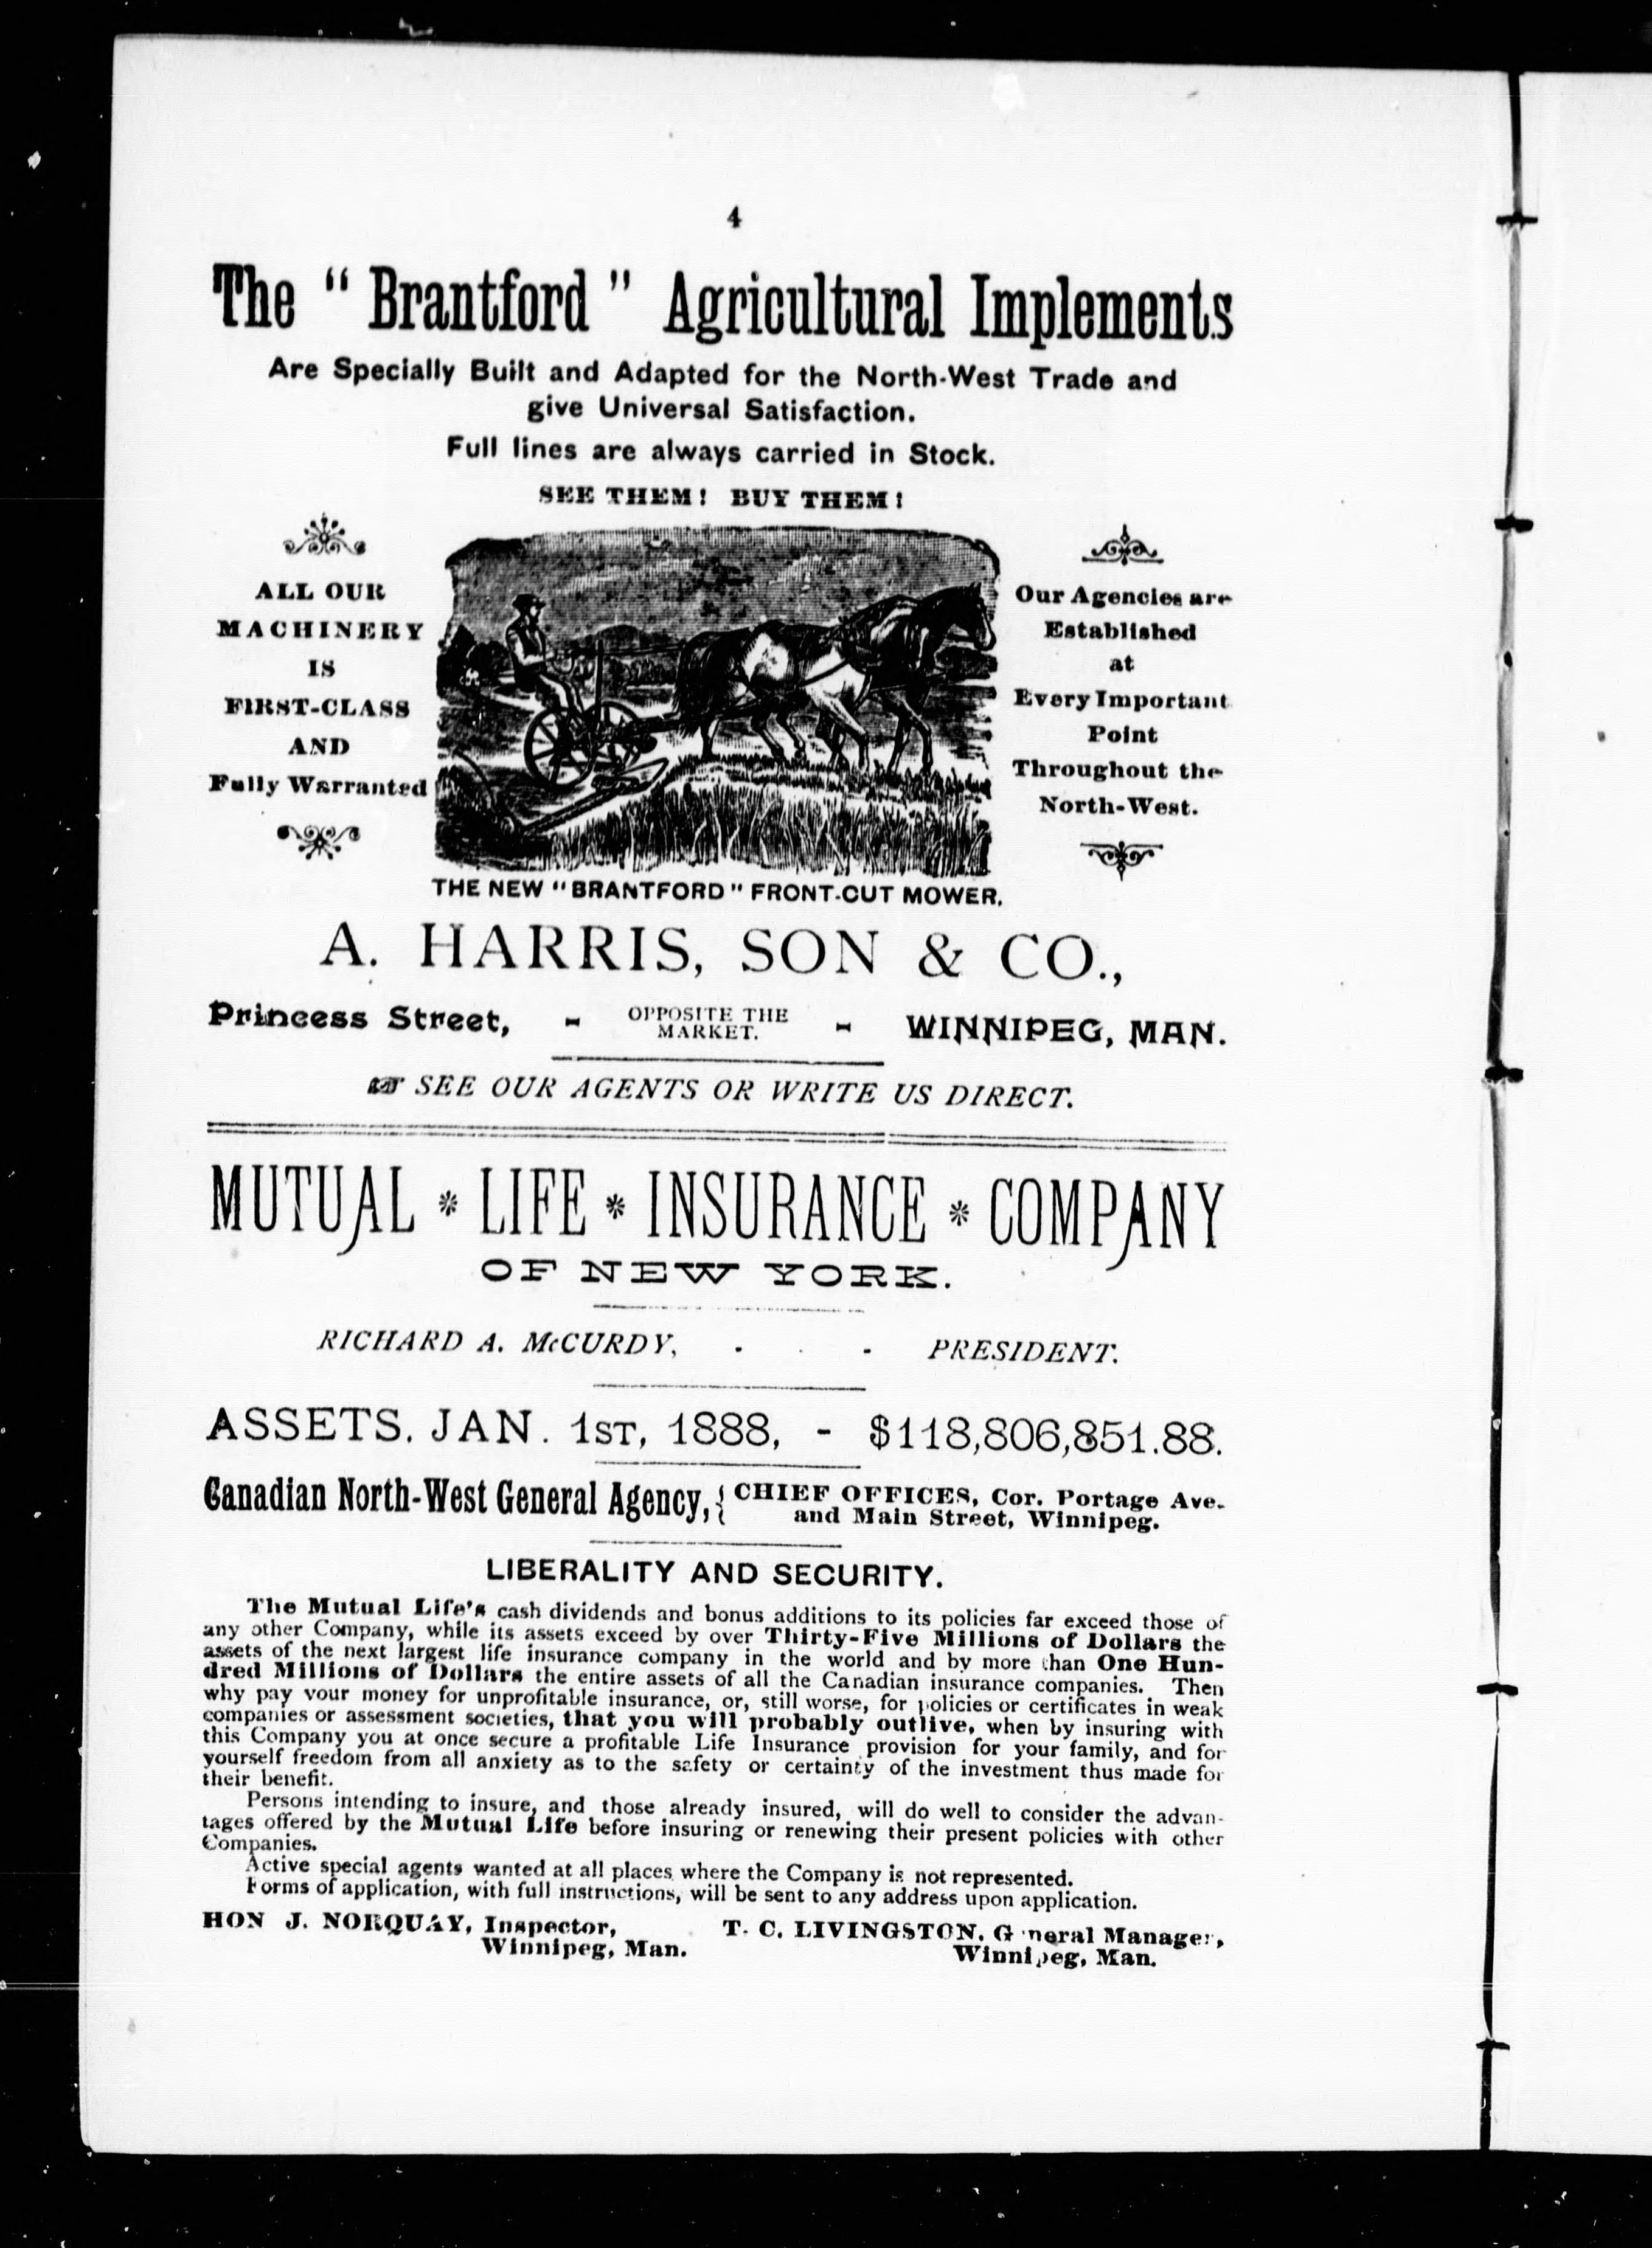 4
The " Brantford " Agricultural Implements
Are Specially Built and Adapted for the North-West Trade and
give Universal Satisfaction.
Full lines are always carried in Stock.
SEE THEM! BUY THEM!
ALL OUR
MACHINERY
IS
FIRST-CLASS
AND
Fully Warranted
Our Agencies are
Established
at
Every Important
Point
Throughout the
North-West.
THE NEW "BRANTFORD" FRONT-CUT MOWER.
A. HARRIS, SON & CO.,
Princess Street, - OPPOSITE THE MARKET. - WINNIPEG, MAN.
☞ SEE OUR AGENTS OR WRITE US DIRECT.
MUTUAL * LIFE * INSURANCE * COMPANY
OF NEW YORK.
RICHARD A. McCURDY, - - PRESIDENT.
ASSETS, JAN. 1ST, 1888, - $118,806,851.88.
Canadian North-West General Agency, { CHIEF OFFICES, Cor. Portage Ave.
and Main Street, Winnipeg.
LIBERALITY AND SECURITY.
The Mutual Life's cash dividends and bonus additions to its policies far exceed those of
any other Company, while its assets exceed by over Thirty-Five Millions of Dollars the
assets of the next largest life insurance company in the world and by more than One Hun-
dred Millions of Dollars the entire assets of all the Canadian insurance companies. Then
why pay your money for unprofitable insurance, or, still worse, for policies or certificates in weak
companies or assessment societies, that you will probably outlive, when by insuring with
this Company you at once secure a profitable Life Insurance provision for your family, and for
yourself freedom from all anxiety as to the safety or certainty of the investment thus made for
their benefit.
Persons intending to insure, and those already insured, will do well to consider the advan-
tages offered by the Mutual Life before insuring or renewing their present policies with other
Companies.
Active special agents wanted at all places where the Company is not represented.
Forms of application, with full instructions, will be sent to any address upon application.
HON J. NORQUAY, Inspector,
Winnipeg, Man.
T. C. LIVINGSTON, General Manager,
Winnipeg, Man.